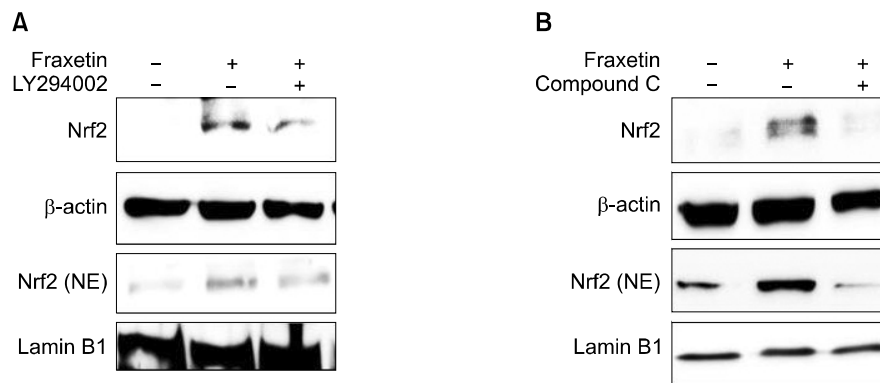 A
Fraxetin – + +
LY294002 – – +
Nrf2
β-actin
Nrf2 (NE)
Lamin B1
B
Fraxetin – + +
Compound C – – +
Nrf2
β-actin
Nrf2 (NE)
Lamin B1